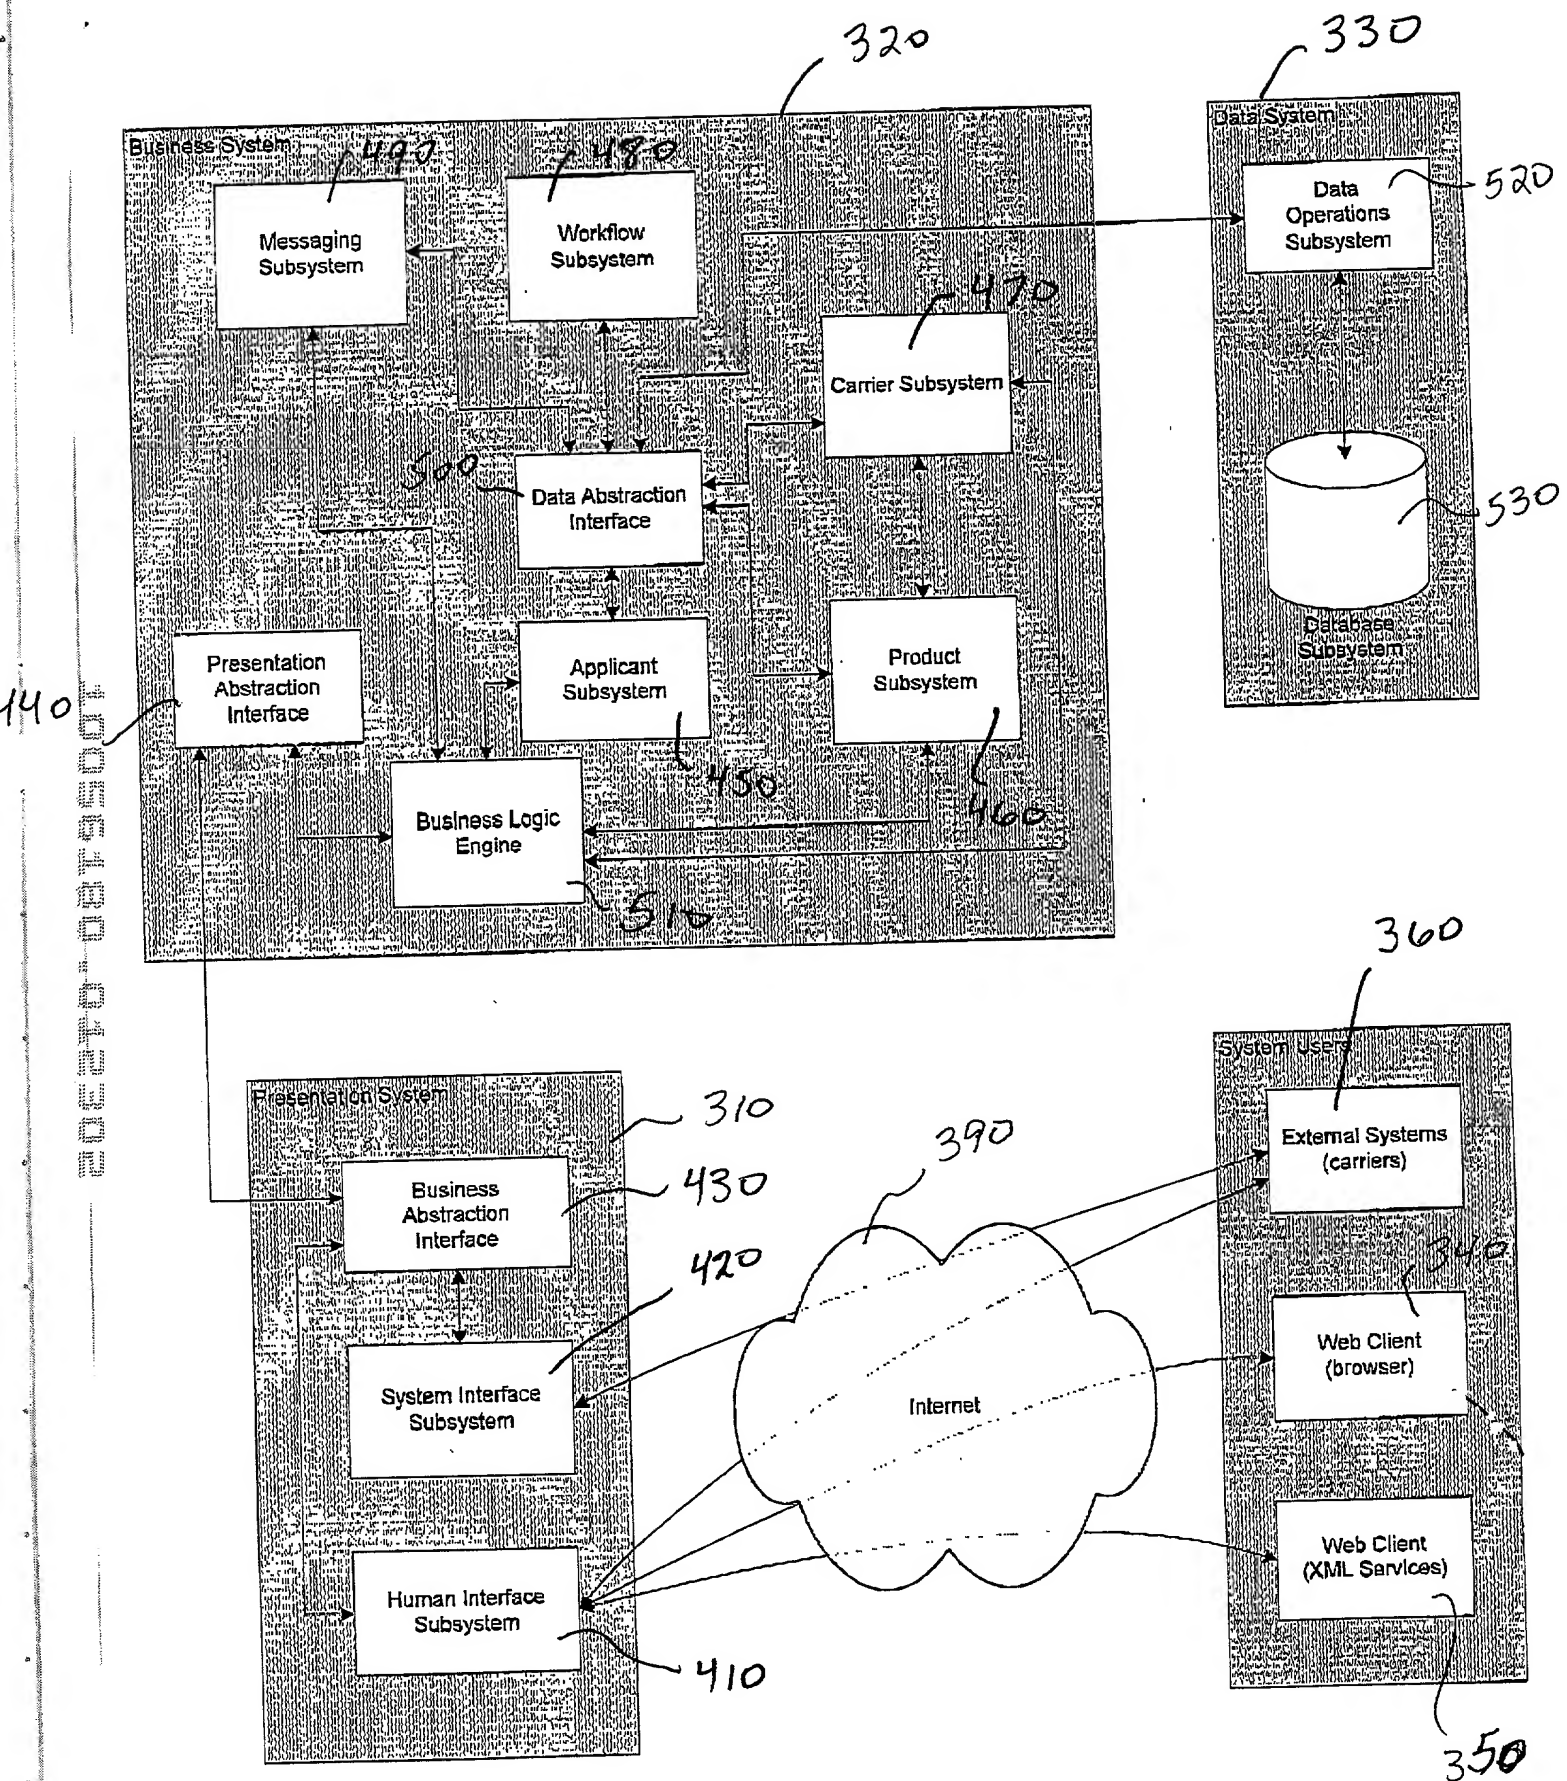 320
330
Business System
490
480
Data System
Messaging
Subsystem
Workflow
Subsystem
Data
Operations
Subsystem
520
470
Carrier Subsystem
500
Data Abstraction
Interface
530
Database
Subsystem
Presentation
Abstraction
Interface
Applicant
Subsystem
Product
Subsystem
440
450
460
Business Logic
Engine
510
10056180.012302
360
System Users
Presentation System
310
390
External Systems
(carriers)
Business
Abstraction
Interface
430
420
340
Web Client
(browser)
System Interface
Subsystem
Internet
Web Client
(XML Services)
Human Interface
Subsystem
410
350